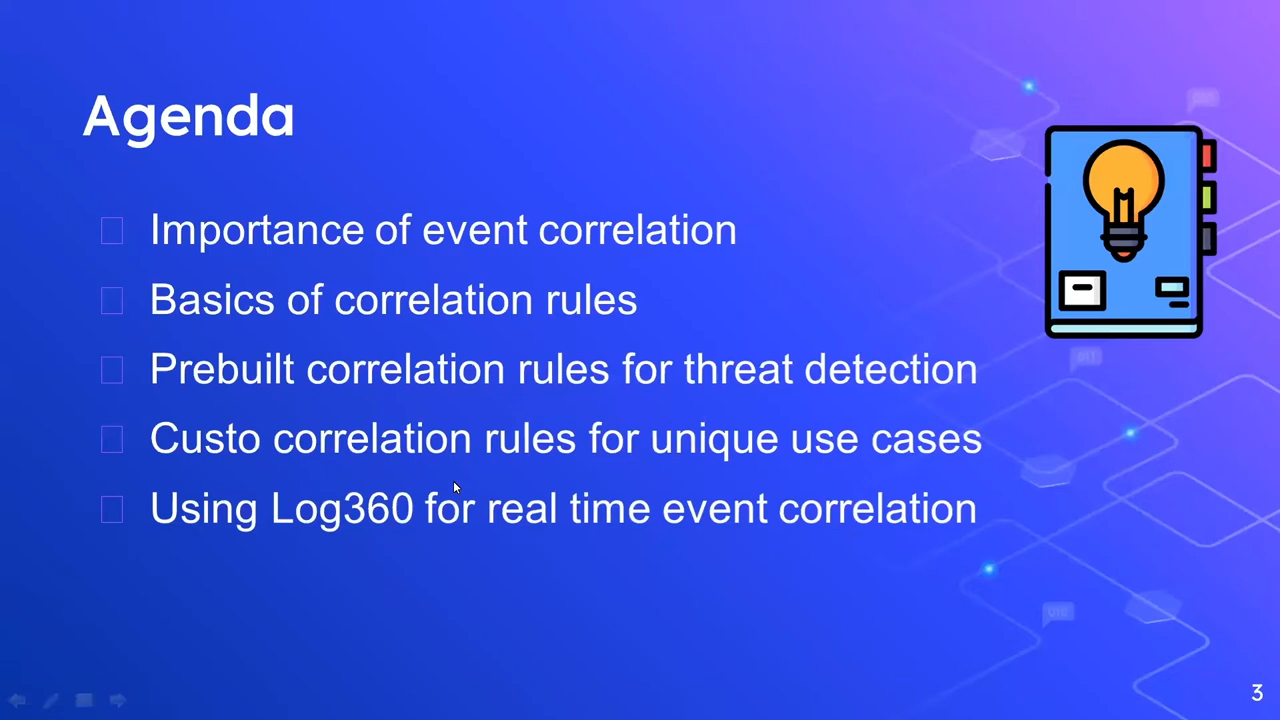 Agenda
Importance of event correlation
Basics of correlation rules
Prebuilt correlation rules for threat detection
Custo correlation rules for unique use cases
Using Log360 for real time event correlation
3